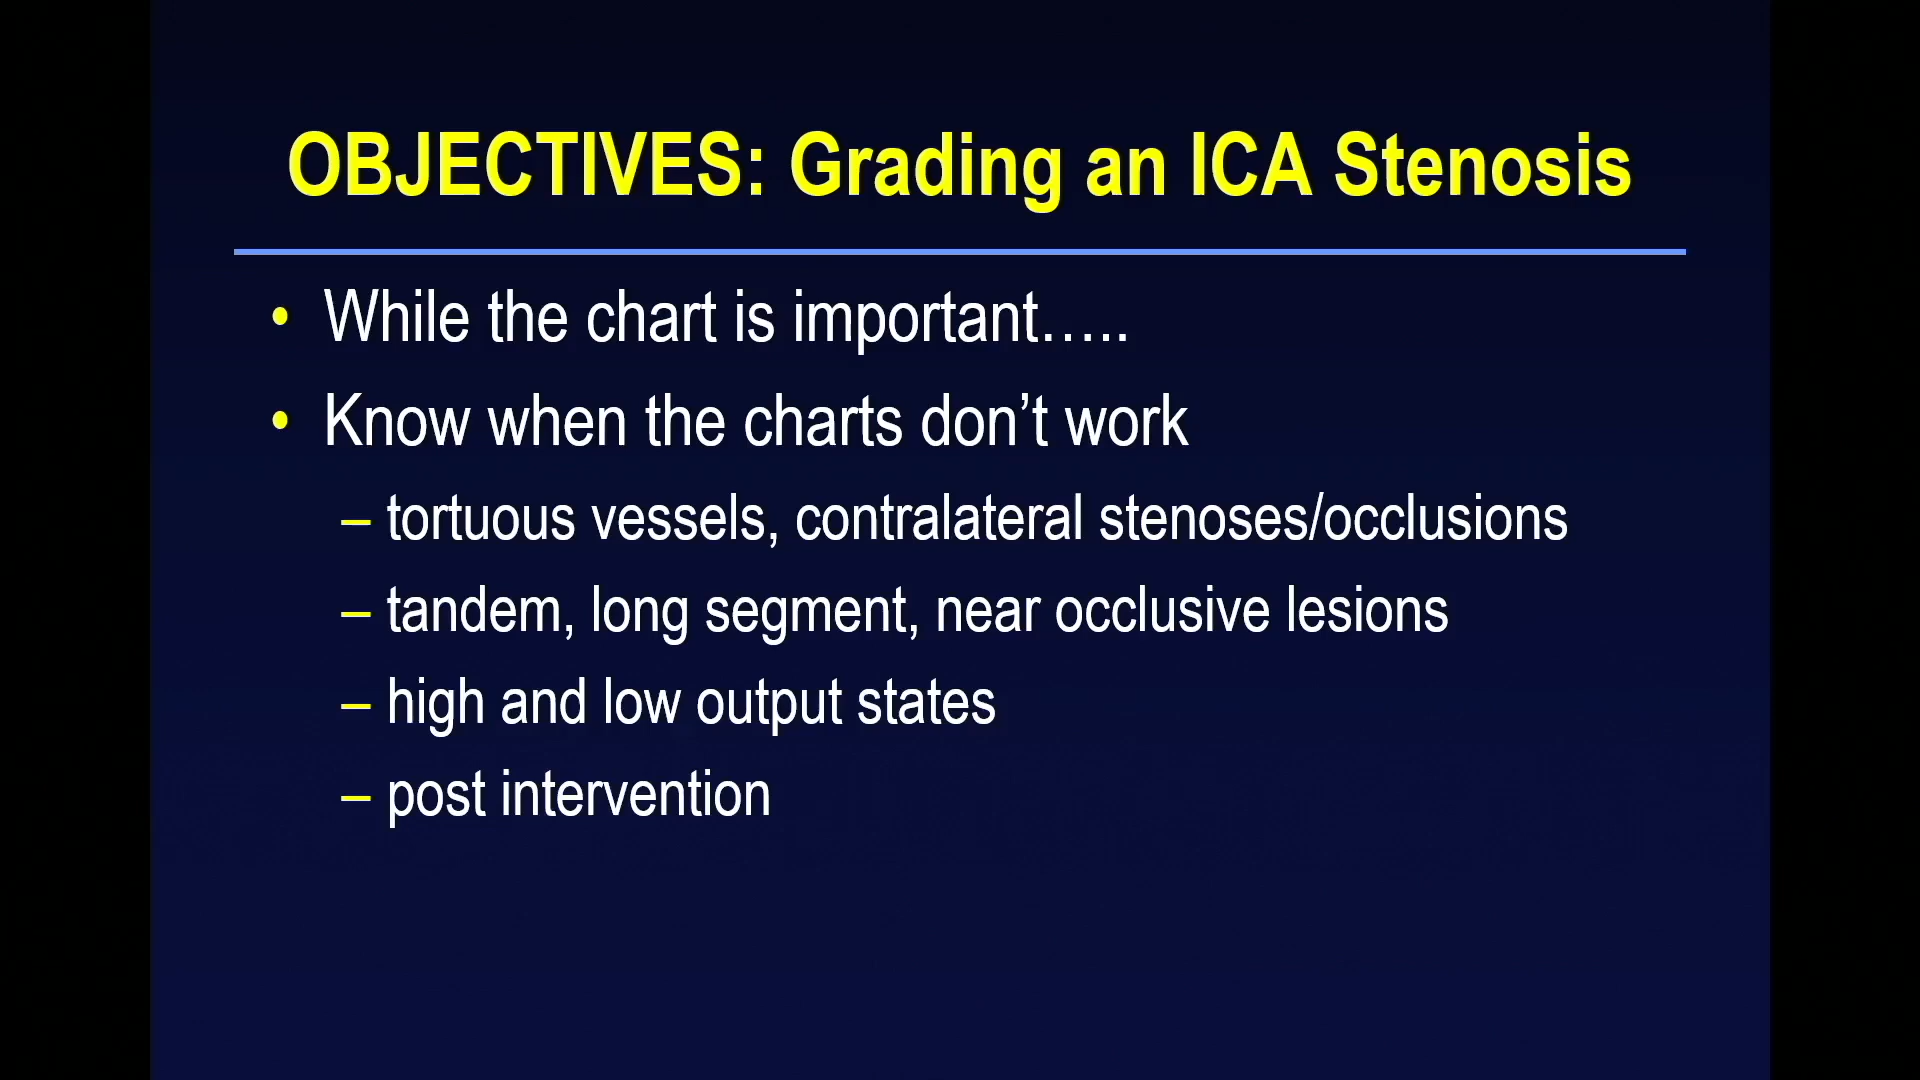 OBJECTIVES: Grading an ICA Stenosis
• While the chart is important…..
• Know when the charts don’t work
– tortuous vessels, contralateral stenoses/occlusions
– tandem, long segment, near occlusive lesions
– high and low output states
– post intervention